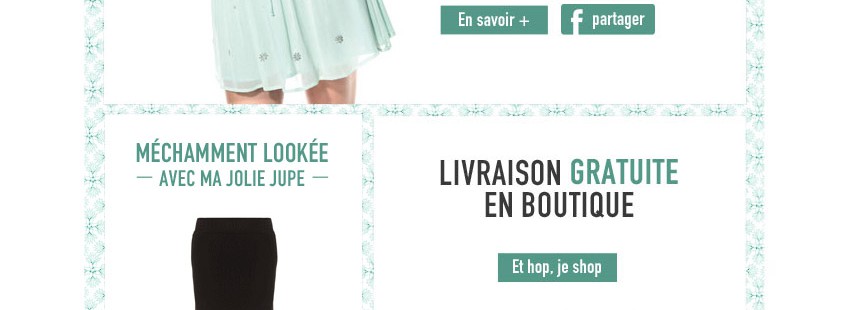 En savoir +
partager
MÉCHAMMENT LOOKÉE
— AVEC MA JOLIE JUPE —
LIVRAISON GRATUITE
EN BOUTIQUE
Et hop, je shop